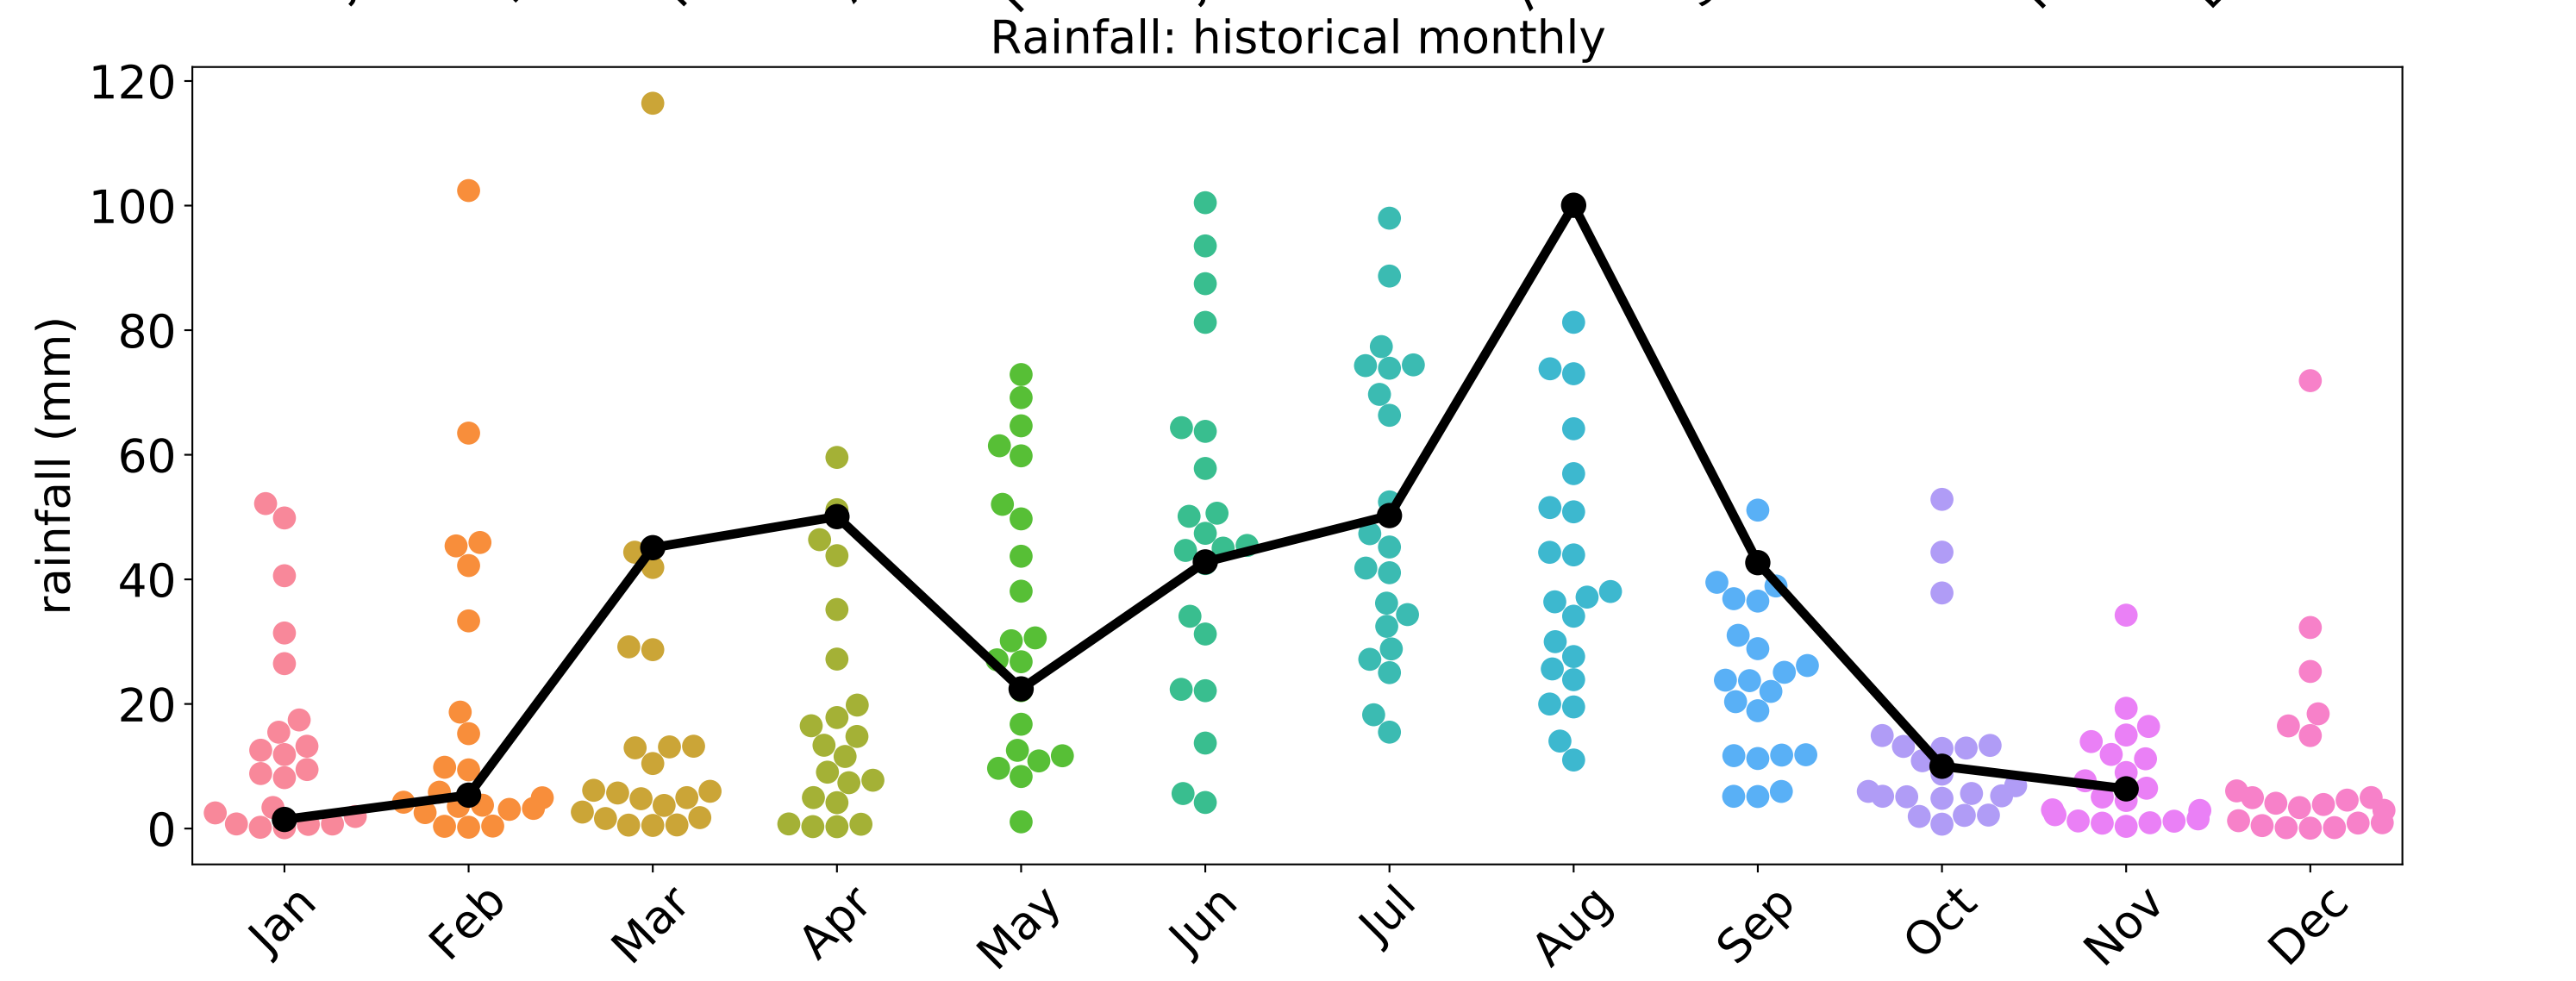 Rainfall: historical monthly
rainfall (mm)
120
100
80
60
40
20
0
Jan
Feb
Mar
Apr
May
Jun
Jul
Aug
Sep
Oct
Nov
Dec